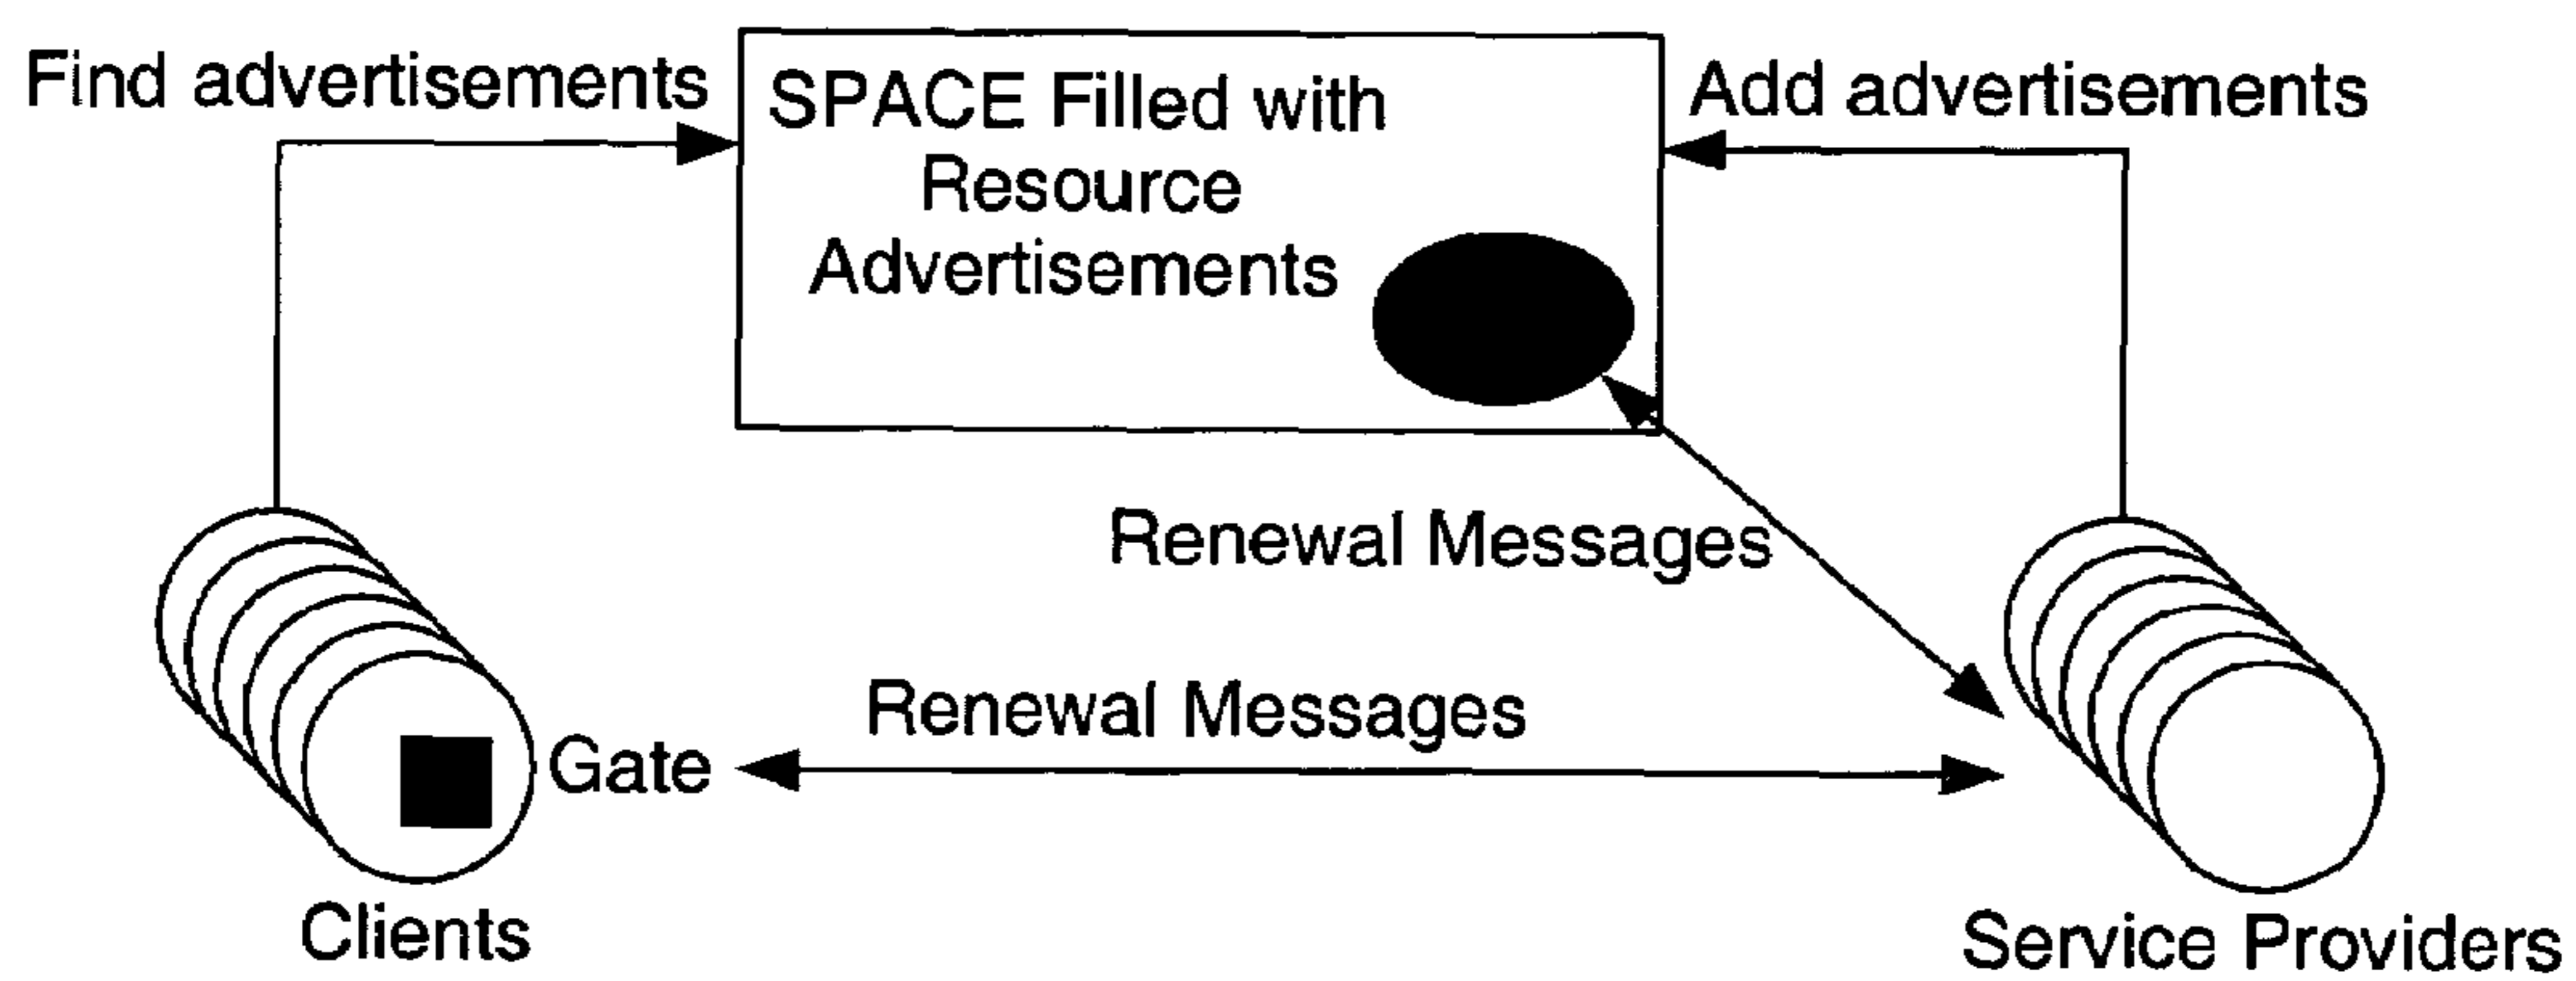 Find advertisements
SPACE Filled with
Resource
Advertisements
Add advertisements
Renewal Messages
Renewal Messages
Gate
Clients
Service Providers